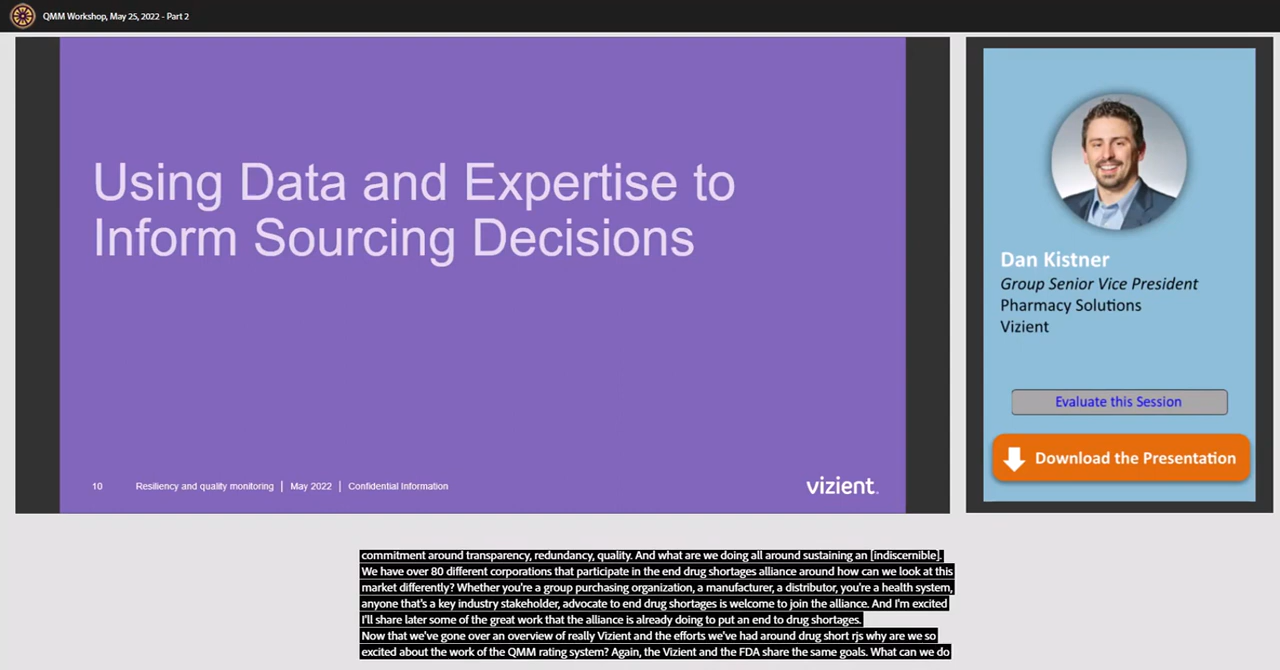 QMM Workshop, May 25, 2022 - Part 2
Using Data and Expertise to
Inform Sourcing Decisions
10 Resiliency and quality monitoring | May 2022 | Confidential Information
vizient.
Dan Kistner
Group Senior Vice President
Pharmacy Solutions
Vizient
Evaluate this Session
Download the Presentation
commitment around transparency, redundancy, quality. And what are we doing all around sustaining an [indiscernible].
We have over 80 different corporations that participate in the end drug shortages alliance around how can we look at this
market differently? Whether you're a group purchasing organization, a manufacturer, a distributor, you're a health system,
anyone that's a key industry stakeholder, advocate to end drug shortages is welcome to join the alliance. And I'm excited
I'll share later some of the great work that the alliance is already doing to put an end to drug shortages.
Now that we've gone over an overview of really Vizient and the efforts we've had around drug short rjs why are we so
excited about the work of the QMM rating system? Again, the Vizient and the FDA share the same goals. What can we do